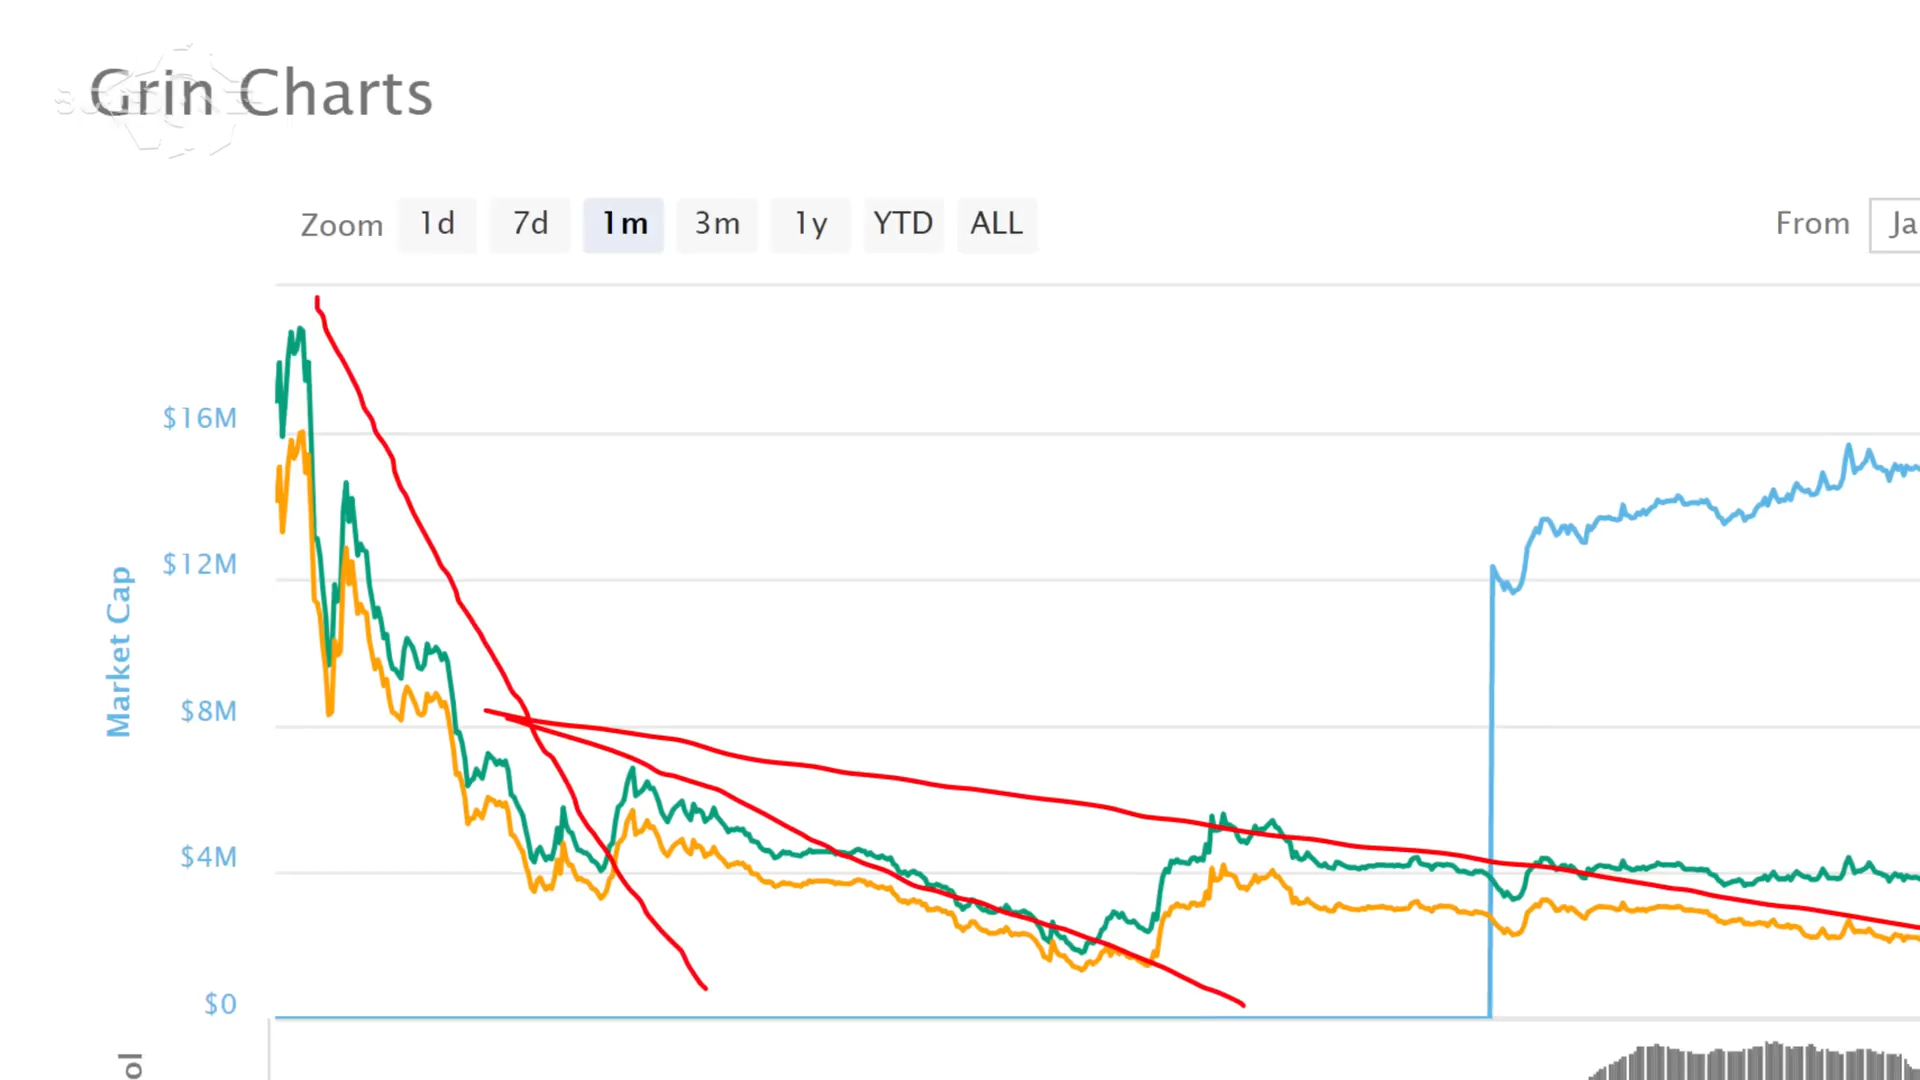 Grin Charts
Zoom 1d 7d 1m 3m 1y YTD ALL From Ja
$16M
$12M
$8M
$4M
$0
Market Cap
ol